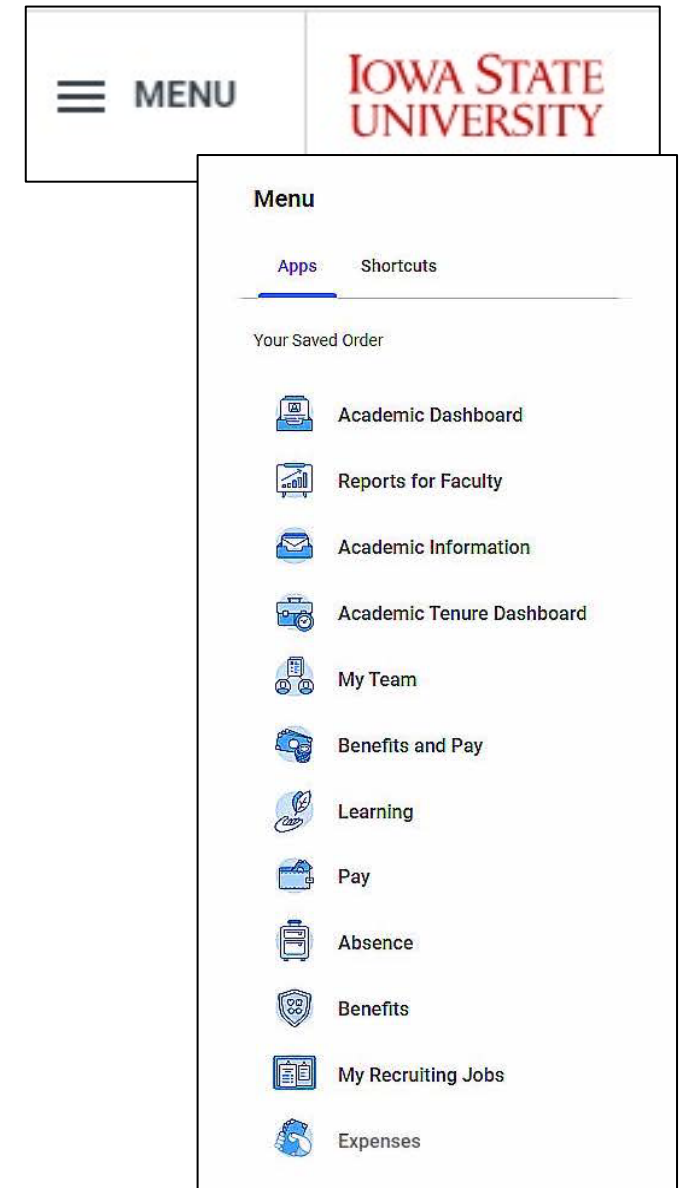 MENU
IOWA STATE
UNIVERSITY
Menu
Apps Shortcuts
Your Saved Order
Academic Dashboard
Reports for Faculty
Academic Information
Academic Tenure Dashboard
My Team
Benefits and Pay
Learning
Pay
Absence
Benefits
My Recruiting Jobs
Expenses